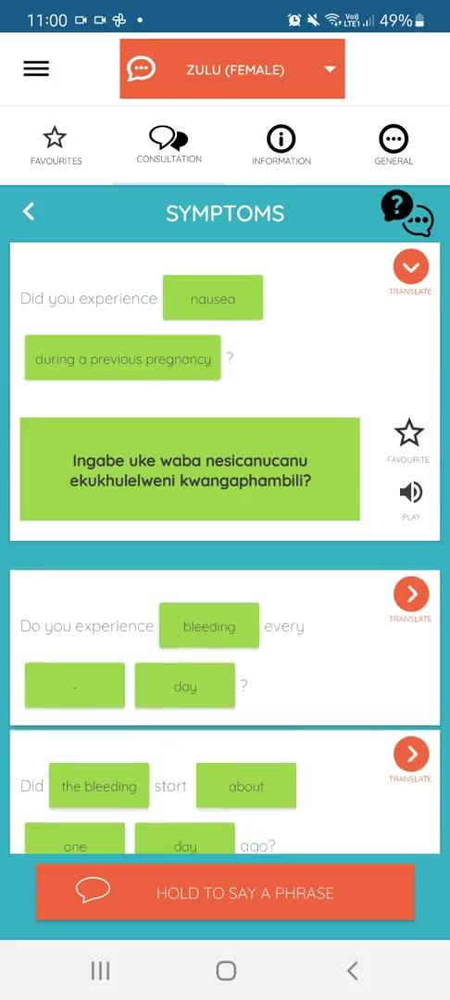 11:00
Vo)) LTE1 49%
ZULU (FEMALE)
FAVOURITES CONSULTATION INFORMATION GENERAL
SYMPTOMS
Did you experience nausea
TRANSLATE
during a previous pregnancy ?
Ingabe uke waba nesicanucanu
ekukhulelweni kwangaphambili?
FAVOURITE
PLAY
Do you experience bleeding every
TRANSLATE
- day ?
Did the bleeding start about
TRANSLATE
one day ago?
HOLD TO SAY A PHRASE